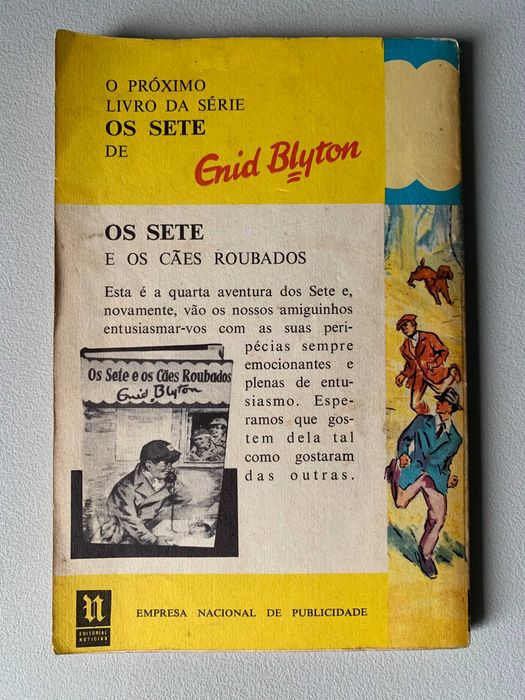 O PRÓXIMO
LIVRO DA SÉRIE
OS SETE
DE
Enid Blyton
OS SETE
E OS CÃES ROUBADOS
Esta é a quarta aventura dos Sete e,
novamente, vão os nossos amiguinhos
entusiasmar-vos com as suas peri-
pécias sempre
emocionantes e
plenas de entu-
siasmo. Espe-
ramos que gos-
tem dela tal
como gostaram
das outras.
Os Sete e os Cães Roubados
Enid Blyton
N
EDITORIAL
NOTÍCIAS
EMPRESA NACIONAL DE PUBLICIDADE